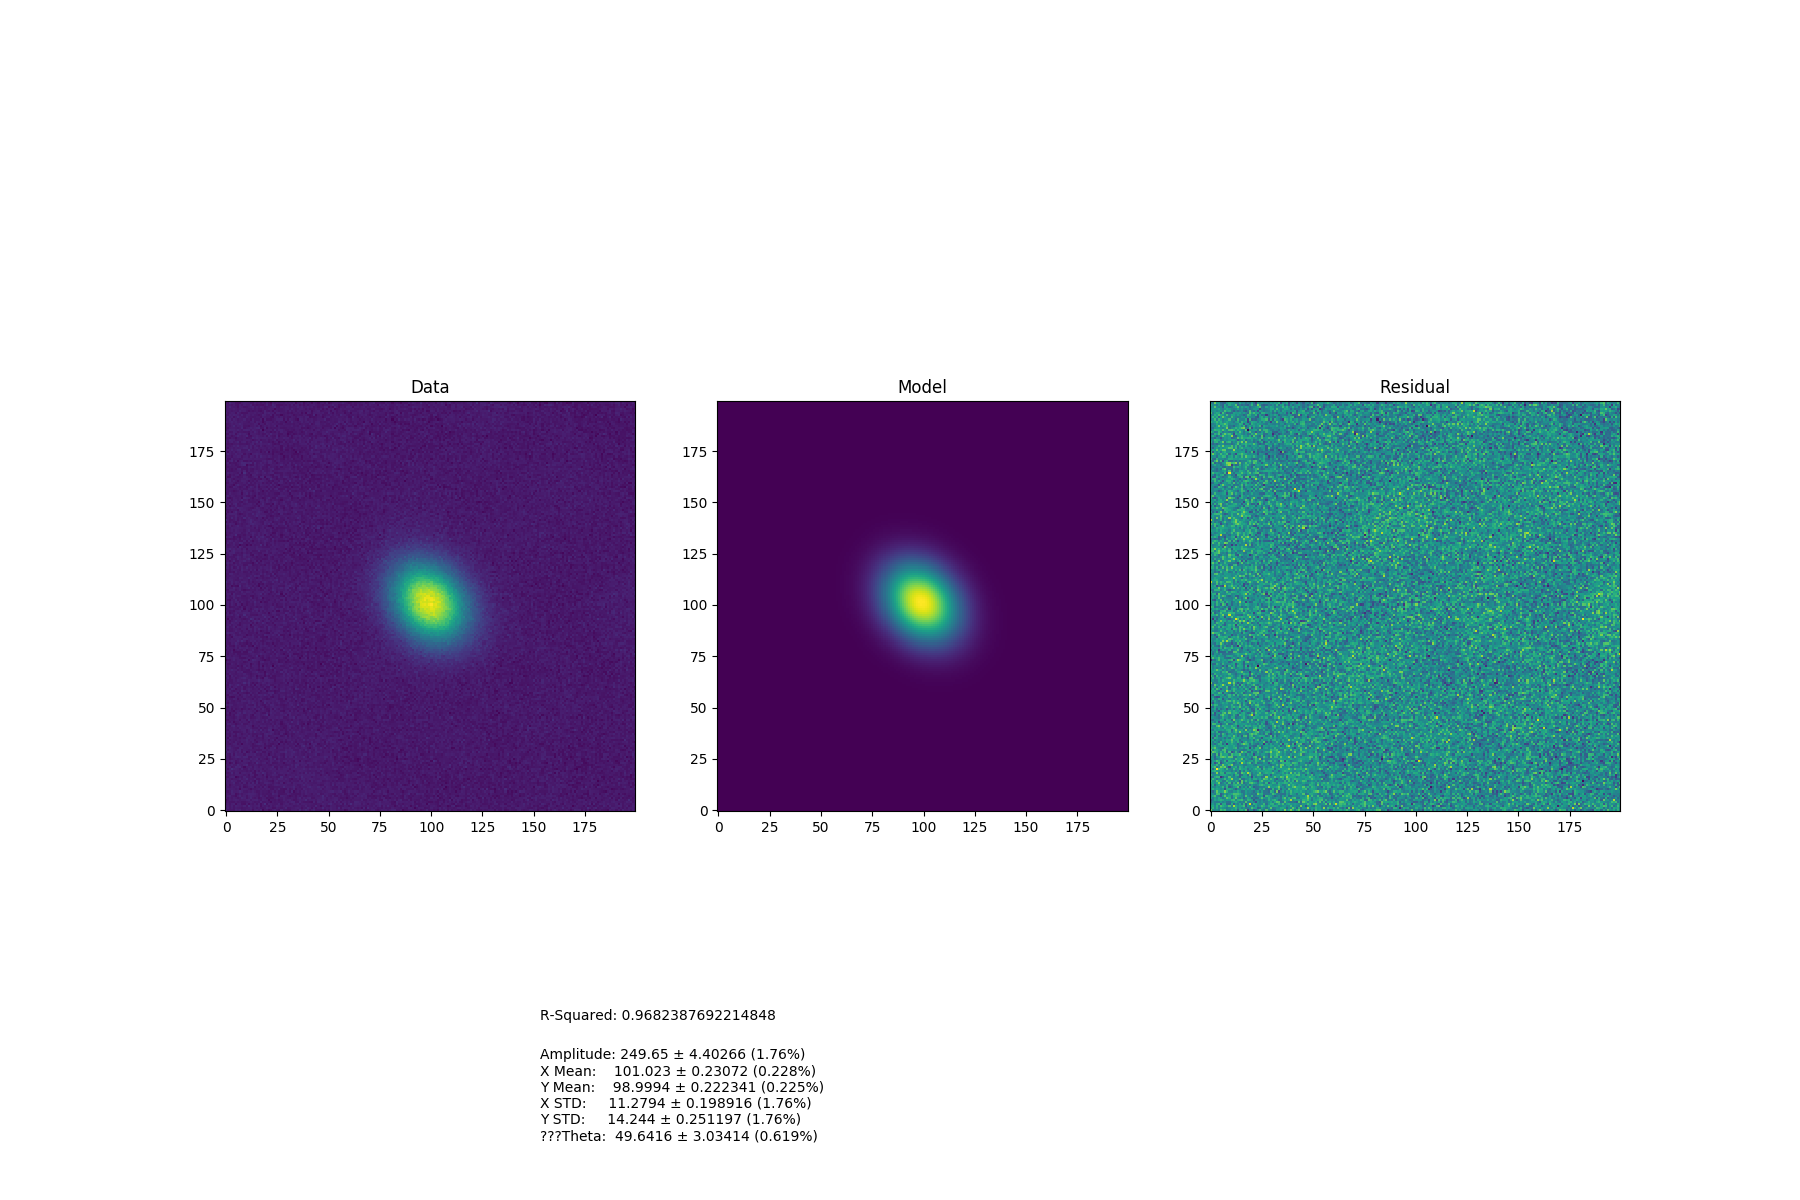 Data
Model
Residual
175
150
125
100
75
50
25
0
0 25 50 75 100 125 150 175
175
150
125
100
75
50
25
0
0 25 50 75 100 125 150 175
175
150
125
100
75
50
25
0
0 25 50 75 100 125 150 175
R-Squared: 0.9682387692214848
Amplitude: 249.65 ± 4.40266 (1.76%)
X Mean: 101.023 ± 0.23072 (0.228%)
Y Mean: 98.9994 ± 0.222341 (0.225%)
X STD: 11.2794 ± 0.198916 (1.76%)
Y STD: 14.244 ± 0.251197 (1.76%)
???Theta: 49.6416 ± 3.03414 (0.619%)